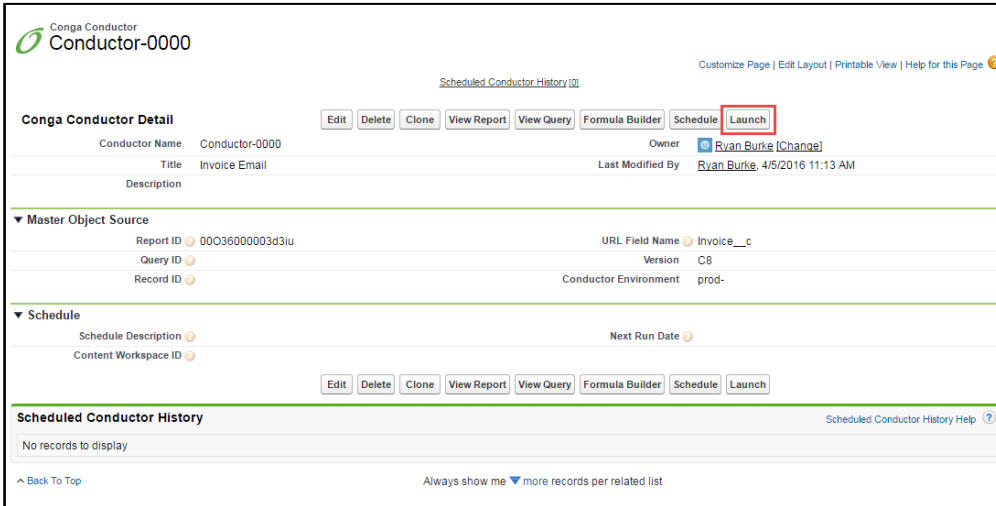 Conga Conductor
Conductor-0000
Customize Page | Edit Layout | Printable View | Help for this Page
Scheduled Conductor History [0]
Conga Conductor Detail Edit Delete Clone View Report View Query Formula Builder Schedule Launch
Conductor Name Conductor-0000 Owner Ryan Burke [Change]
Title Invoice Email Last Modified By Ryan Burke, 4/5/2016 11:13 AM
Description
Master Object Source
Report ID ? 00O36000003d3iu URL Field Name ? Invoice__c
Query ID ? Version C8
Record ID ? Conductor Environment prod-
Schedule
Schedule Description ? Next Run Date ?
Content Workspace ID ?
Edit Delete Clone View Report View Query Formula Builder Schedule Launch
Scheduled Conductor History Scheduled Conductor History Help ?
No records to display
Back To Top Always show me more records per related list